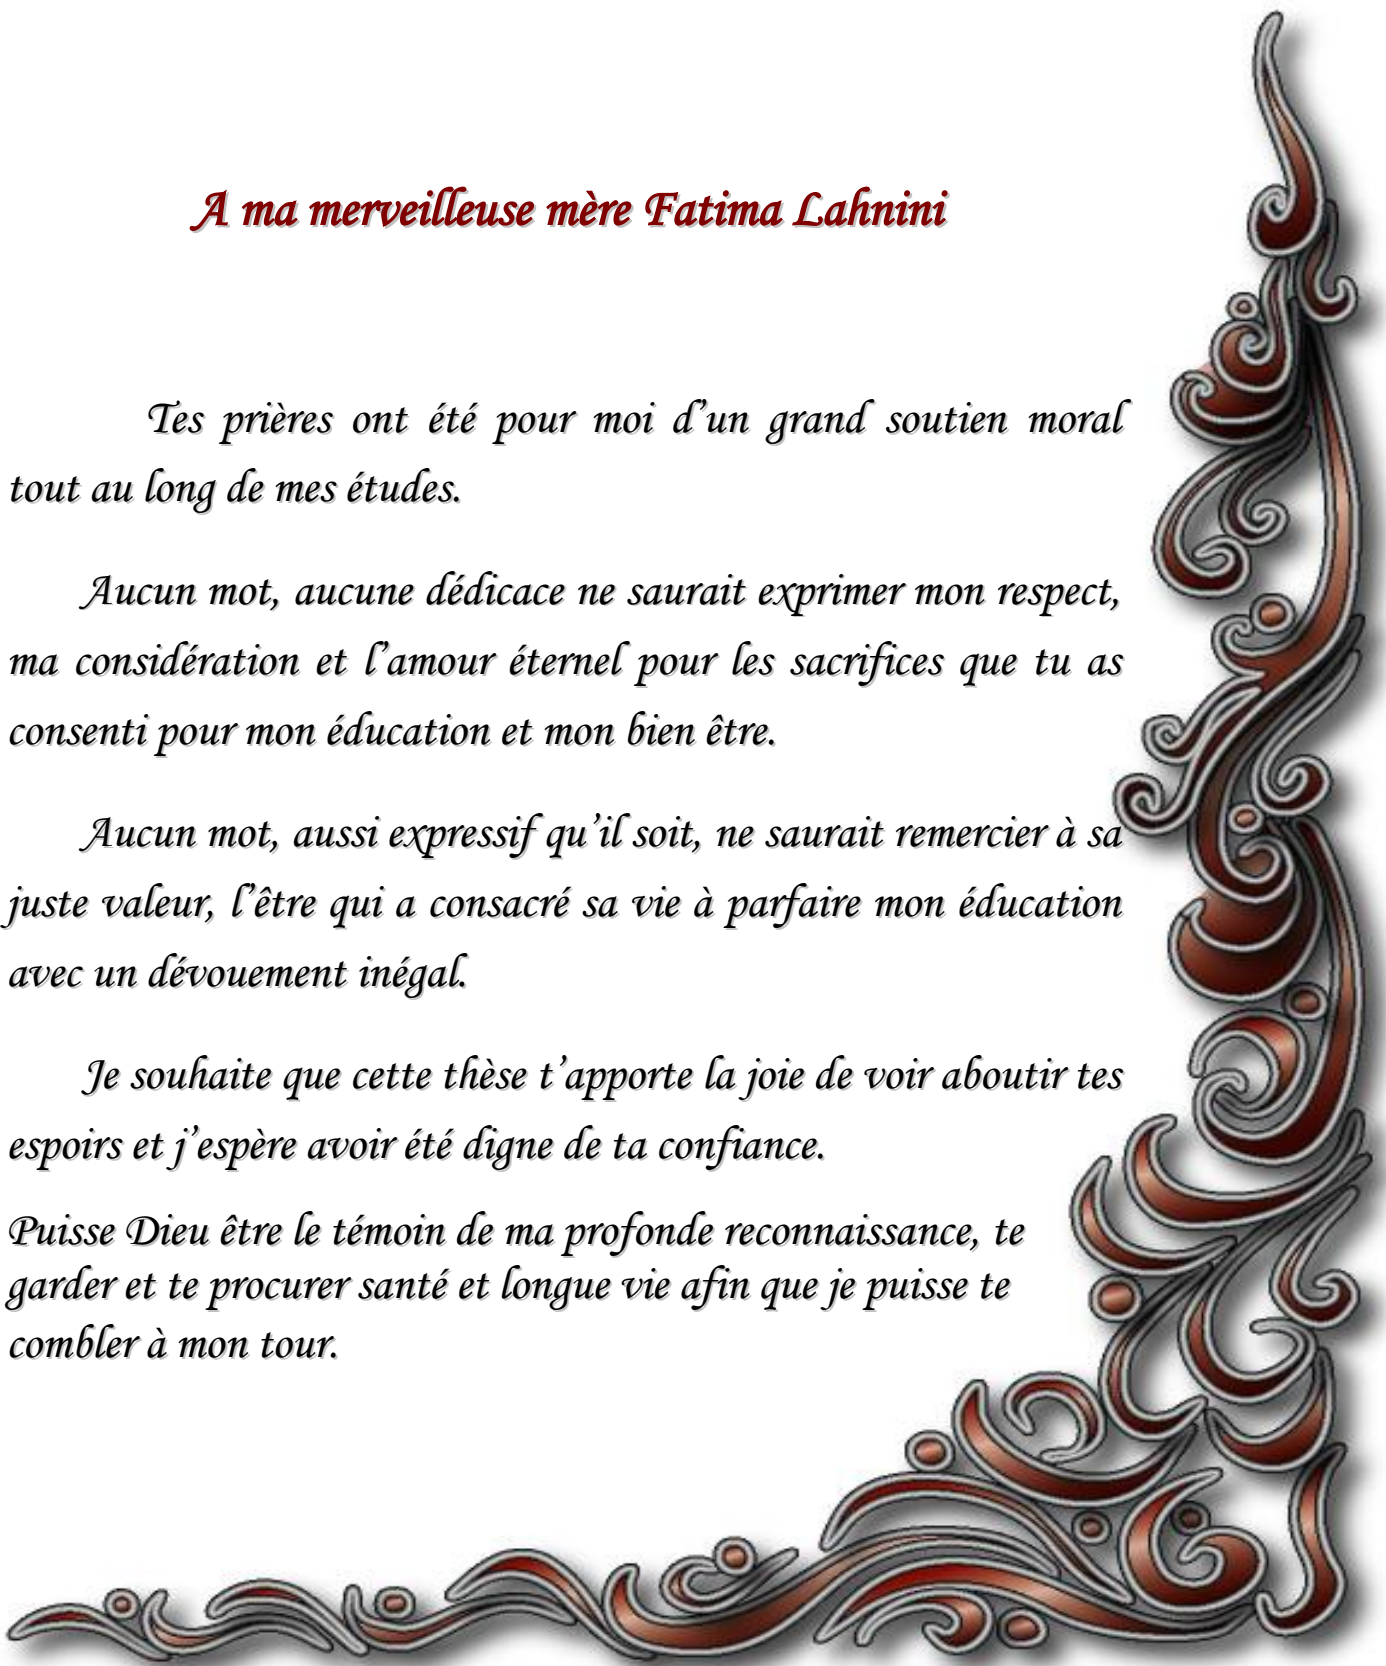 A ma merveilleuse mère Fatima Lahnini
Tes prières ont été pour moi d’un grand soutien moral
tout au long de mes études.
Aucun mot, aucune dédicace ne saurait exprimer mon respect,
ma considération et l’amour éternel pour les sacrifices que tu as
consenti pour mon éducation et mon bien être.
Aucun mot, aussi expressif qu’il soit, ne saurait remercier à sa
juste valeur, l’être qui a consacré sa vie à parfaire mon éducation
avec un dévouement inégal.
Je souhaite que cette thèse t’apporte la joie de voir aboutir tes
espoirs et j’espère avoir été digne de ta confiance.
Puisse Dieu être le témoin de ma profonde reconnaissance, te
garder et te procurer santé et longue vie afin que je puisse te
combler à mon tour.